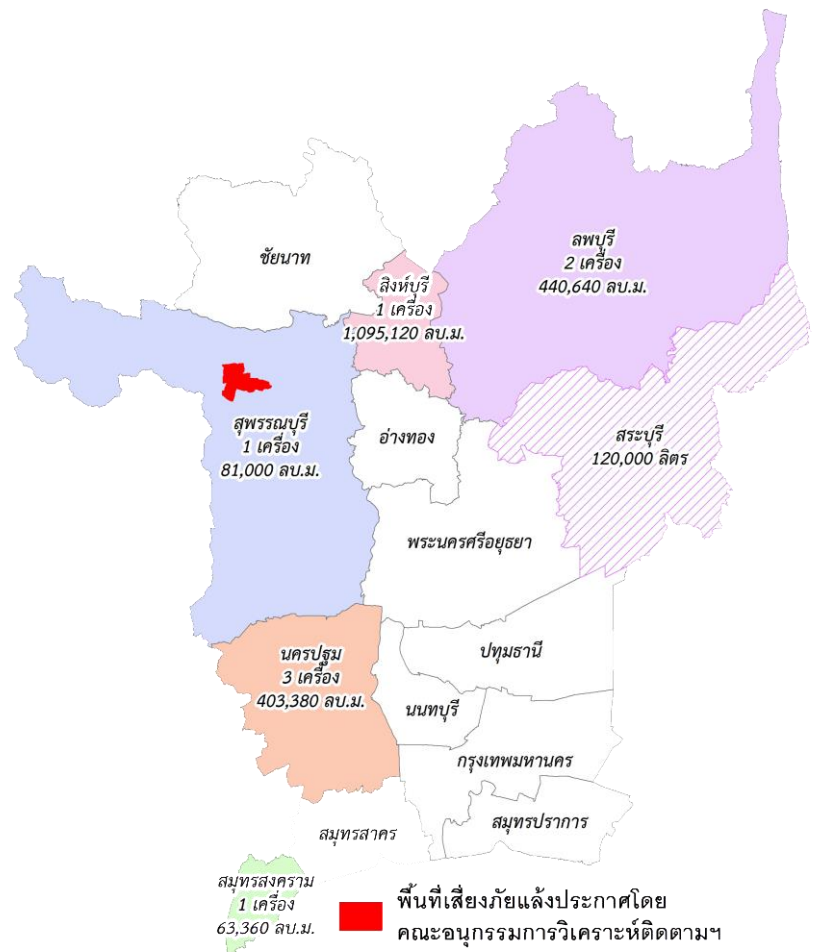 ชัยนาท
ลพบุรี
2 เครื่อง
440,640 ลบ.ม.
สิงห์บุรี
1 เครื่อง
1,095,120 ลบ.ม.
สุพรรณบุรี
1 เครื่อง
81,000 ลบ.ม.
อ่างทอง
สระบุรี
120,000 ลิตร
พระนครศรีอยุธยา
นครปฐม
3 เครื่อง
403,380 ลบ.ม.
ปทุมธานี
นนทบุรี
กรุงเทพมหานคร
สมุทรปราการ
สมุทรสาคร
สมุทรสงคราม
1 เครื่อง
63,360 ลบ.ม.
พื้นที่เสี่ยงภัยแล้งประกาศโดย
คณะอนุกรรมการวิเคราะห์ติดตามฯ